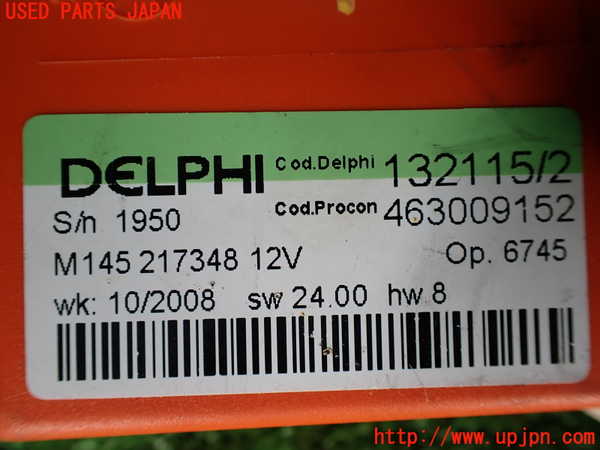 USED PARTS JAPAN
DELPHI Cod.Delphi 132115/2
S/n 1950 Cod.Procon 463009152
M145 217348 12V Op. 6745
wk: 10/2008 sw 24.00 hw 8
http://www.upjpn.com